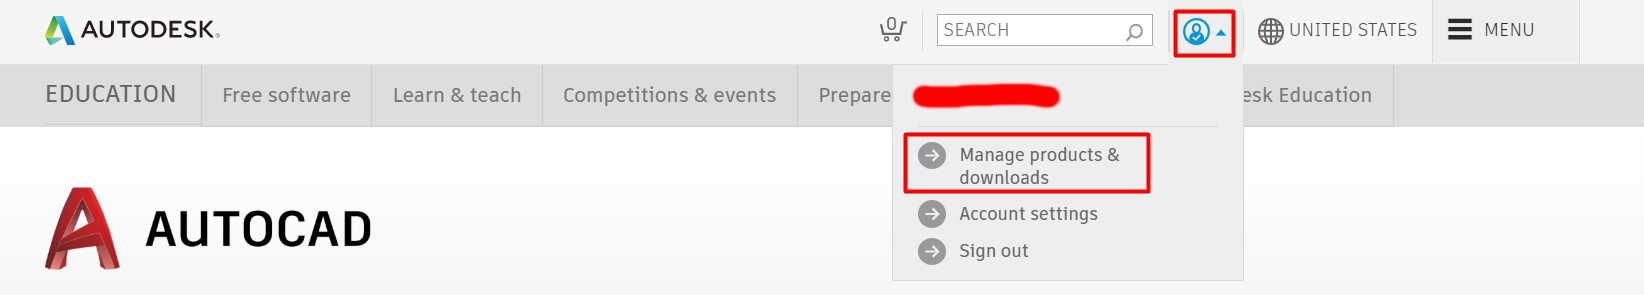 AUTODESK®
0
SEARCH
UNITED STATES
MENU
EDUCATION
Free software
Learn & teach
Competitions & events
Prepare
esk Education
Manage products &
downloads
Account settings
Sign out
AUTOCAD